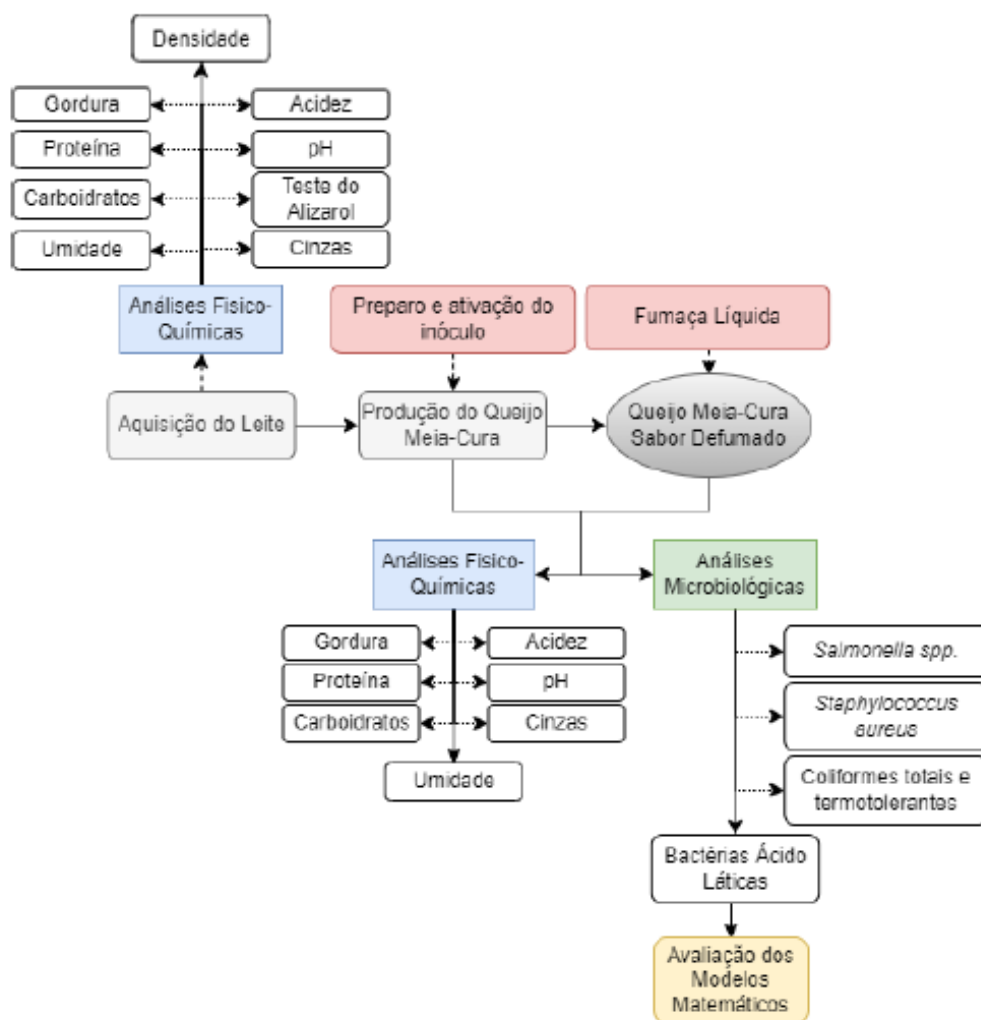 Densidade
Gordura
Acidez
Proteína
pH
Carboidratos
Teste do
Alizarol
Umidade
Cinzas
Análises Fisico-
Químicas
Preparo e ativação do
inóculo
Fumaça Líquida
Aquisição do Leite
Produção do Queijo
Meia-Cura
Queijo Meia-Cura
Sabor Defumado
Análises Fisico-
Químicas
Análises
Microbiológicas
Gordura
Acidez
Proteína
pH
Carboidratos
Cinzas
Umidade
Salmonella spp.
Staphylococcus
aureus
Coliformes totais e
termotolerantes
Bactérias Ácido
Láticas
Avaliação dos
Modelos
Matemáticos